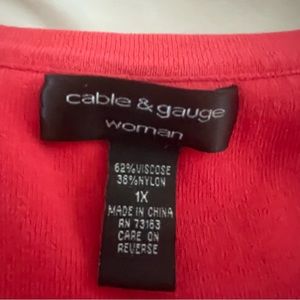 cable & gauge
woman
62%VISCOSE
38%NYLON
1X
MADE IN CHINA
RN 73163
CARE ON
REVERSE